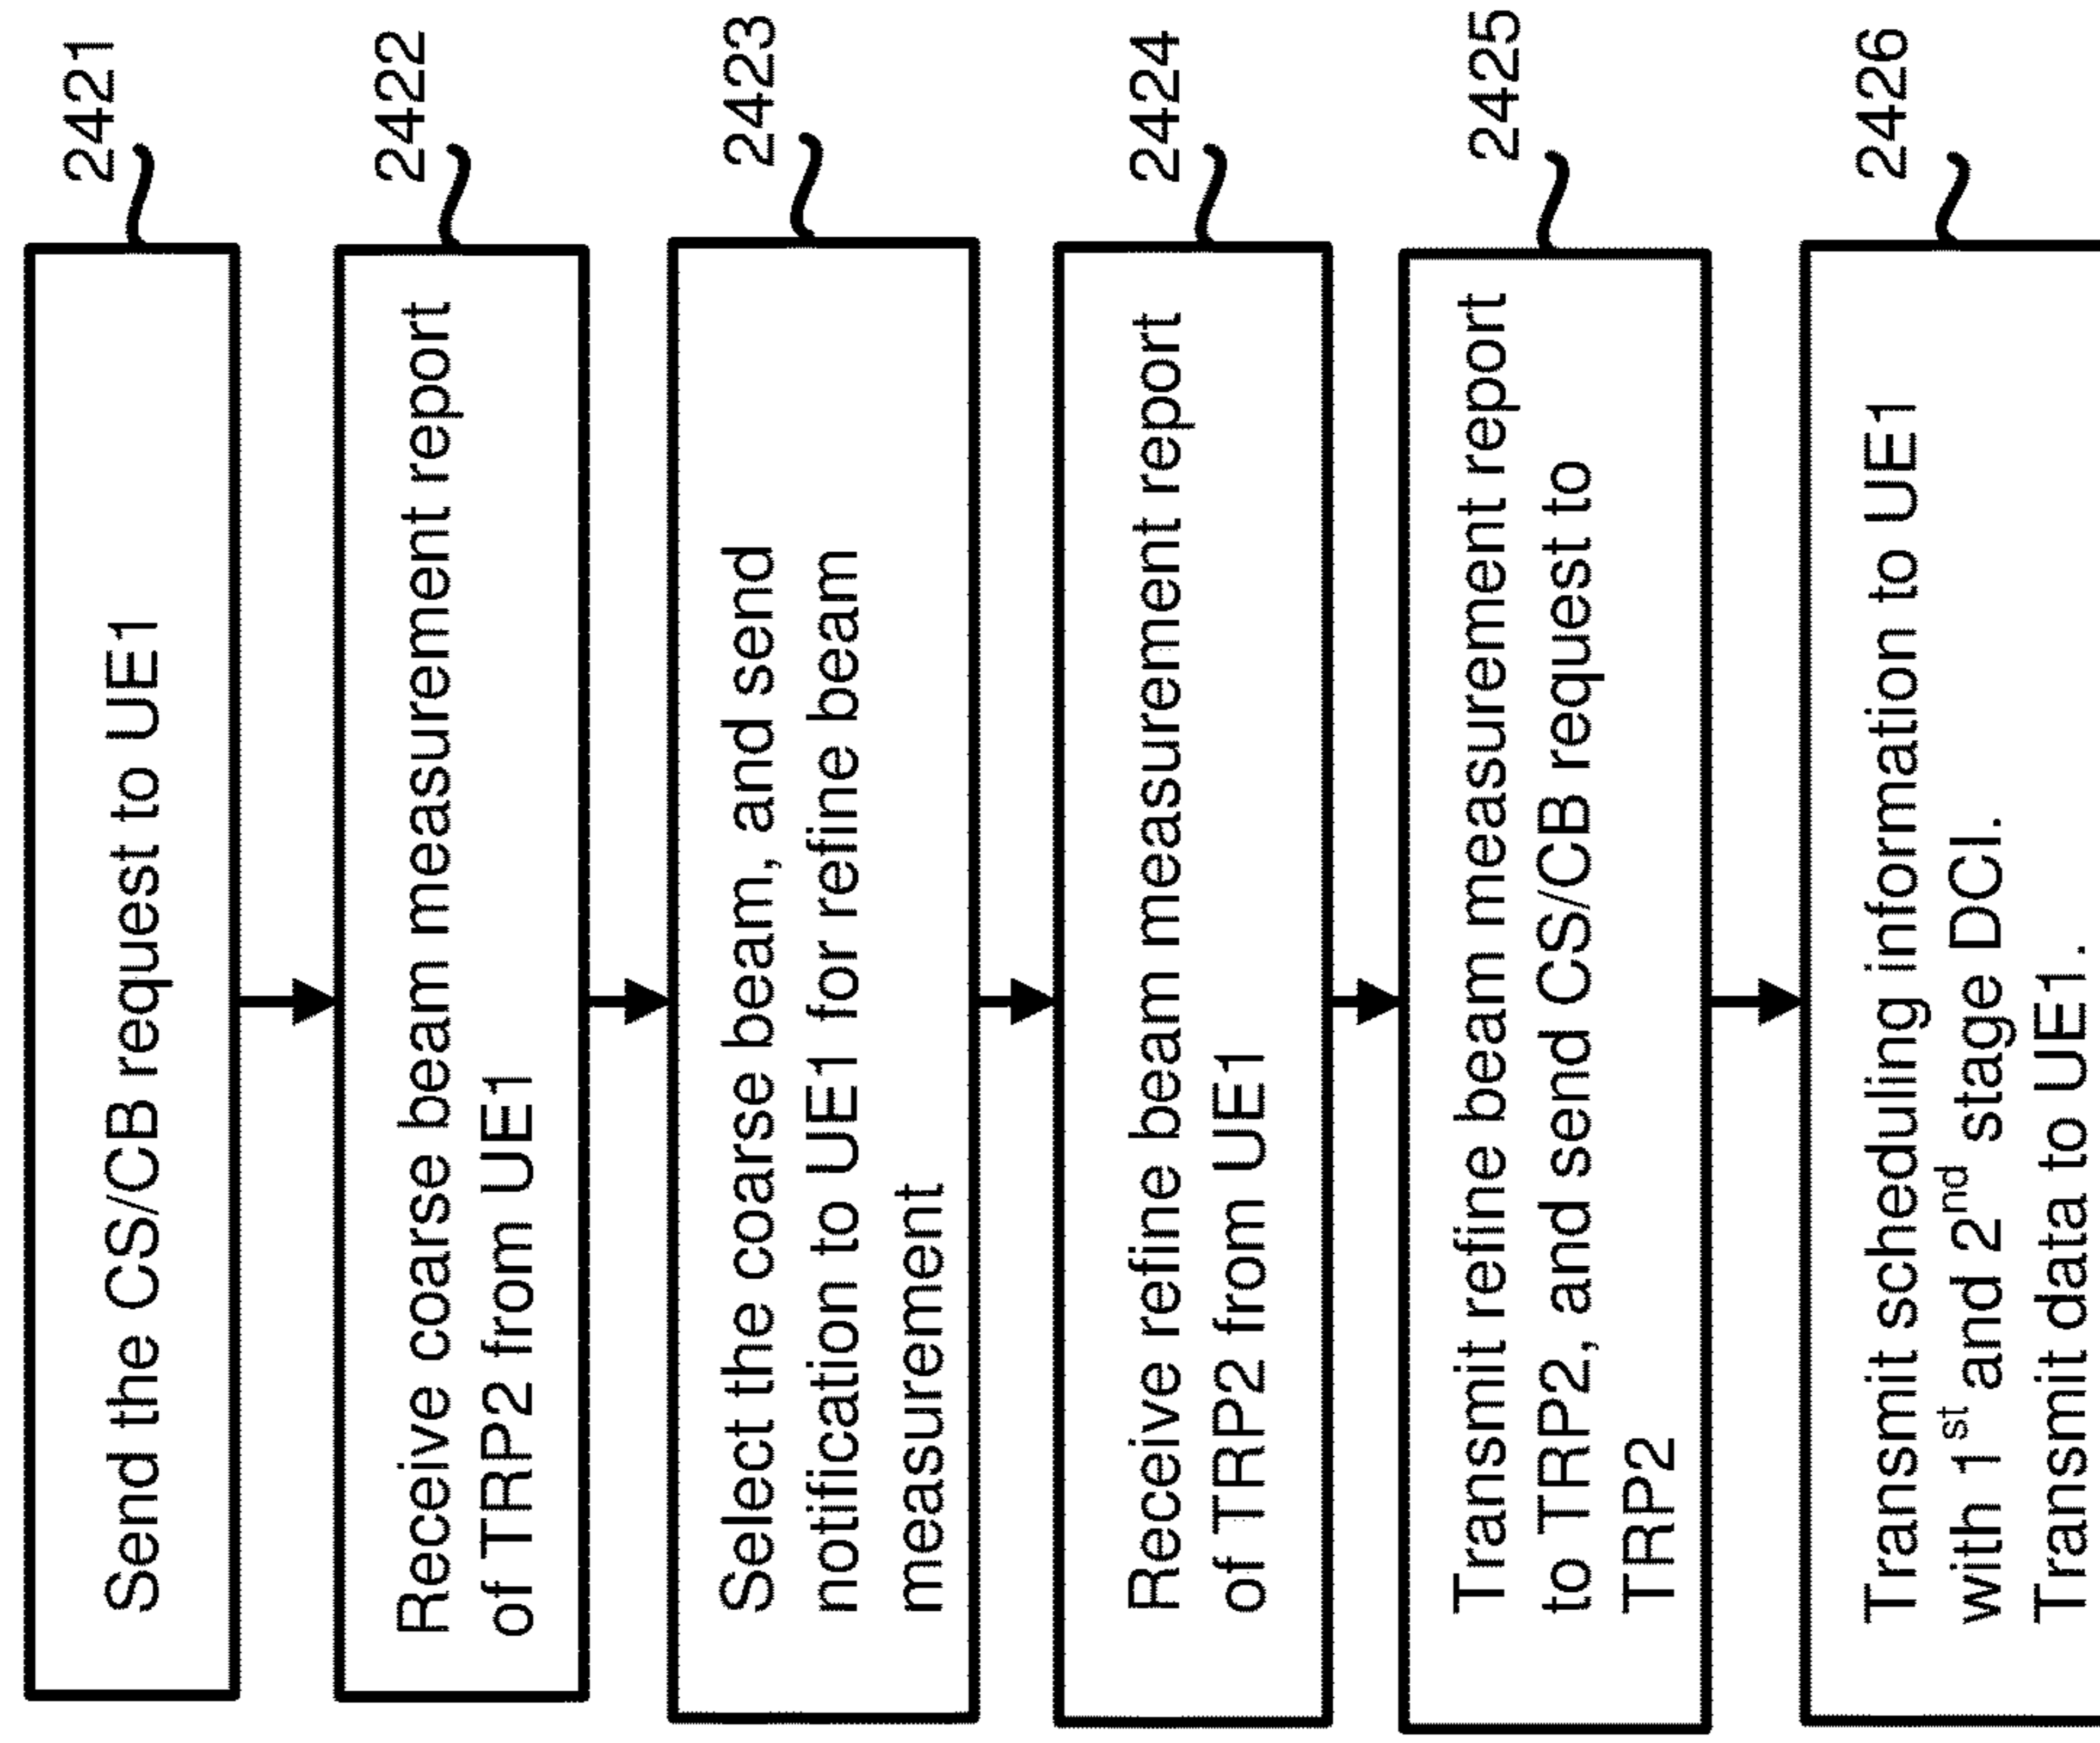 Send the CS/CB request to UE1
2421
Receive coarse beam measurement report
of TRP2 from UE1
2422
Select the coarse beam, and send
notification to UE1 for refine beam
measurement
2423
Receive refine beam measurement report
of TRP2 from UE1
2424
Transmit refine beam measurement report
to TRP2, and send CS/CB request to
TRP2
2425
Transmit scheduling information to UE1
with 1st and 2nd stage DCI.
Transmit data to UE1.
2426